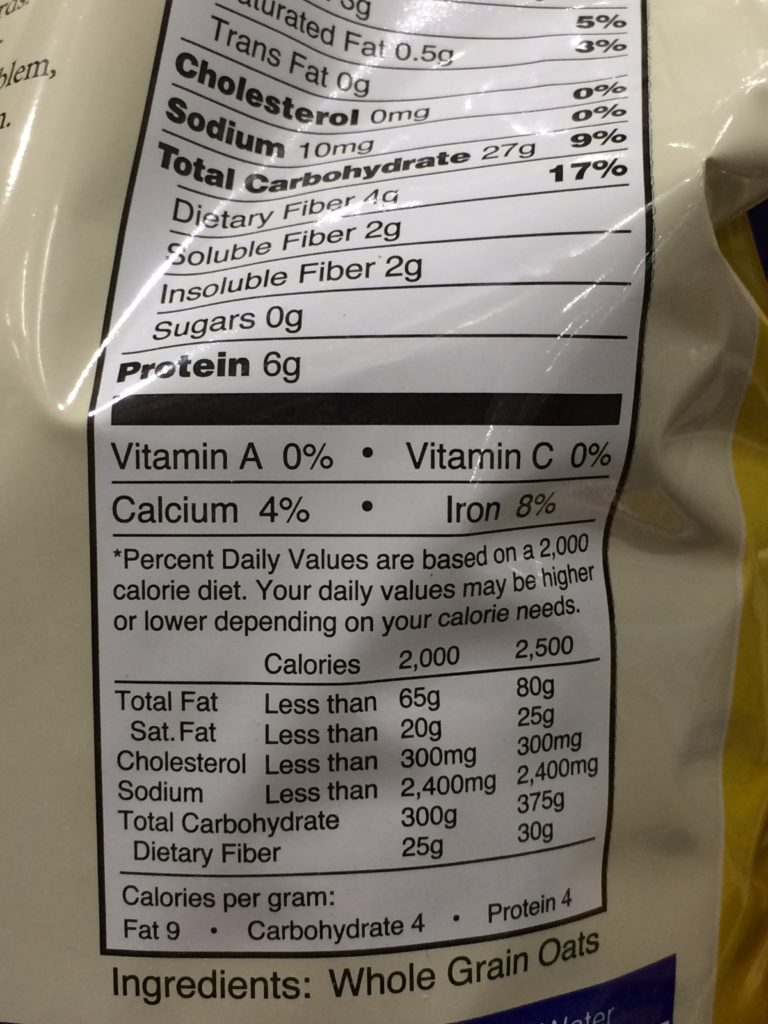 3g 5%
Saturated Fat 0.5g 3%
Trans Fat 0g
Cholesterol 0mg 0%
Sodium 10mg 0%
Total Carbohydrate 27g 9%
Dietary Fiber 4g 17%
Soluble Fiber 2g
Insoluble Fiber 2g
Sugars 0g
Protein 6g
Vitamin A 0% • Vitamin C 0%
Calcium 4% • Iron 8%
*Percent Daily Values are based on a 2,000
calorie diet. Your daily values may be higher
or lower depending on your calorie needs.
Calories 2,000 2,500
Total Fat Less than 65g 80g
Sat. Fat Less than 20g 25g
Cholesterol Less than 300mg 300mg
Sodium Less than 2,400mg 2,400mg
Total Carbohydrate 300g 375g
Dietary Fiber 25g 30g
Calories per gram:
Fat 9 • Carbohydrate 4 • Protein 4
Ingredients: Whole Grain Oats
Water